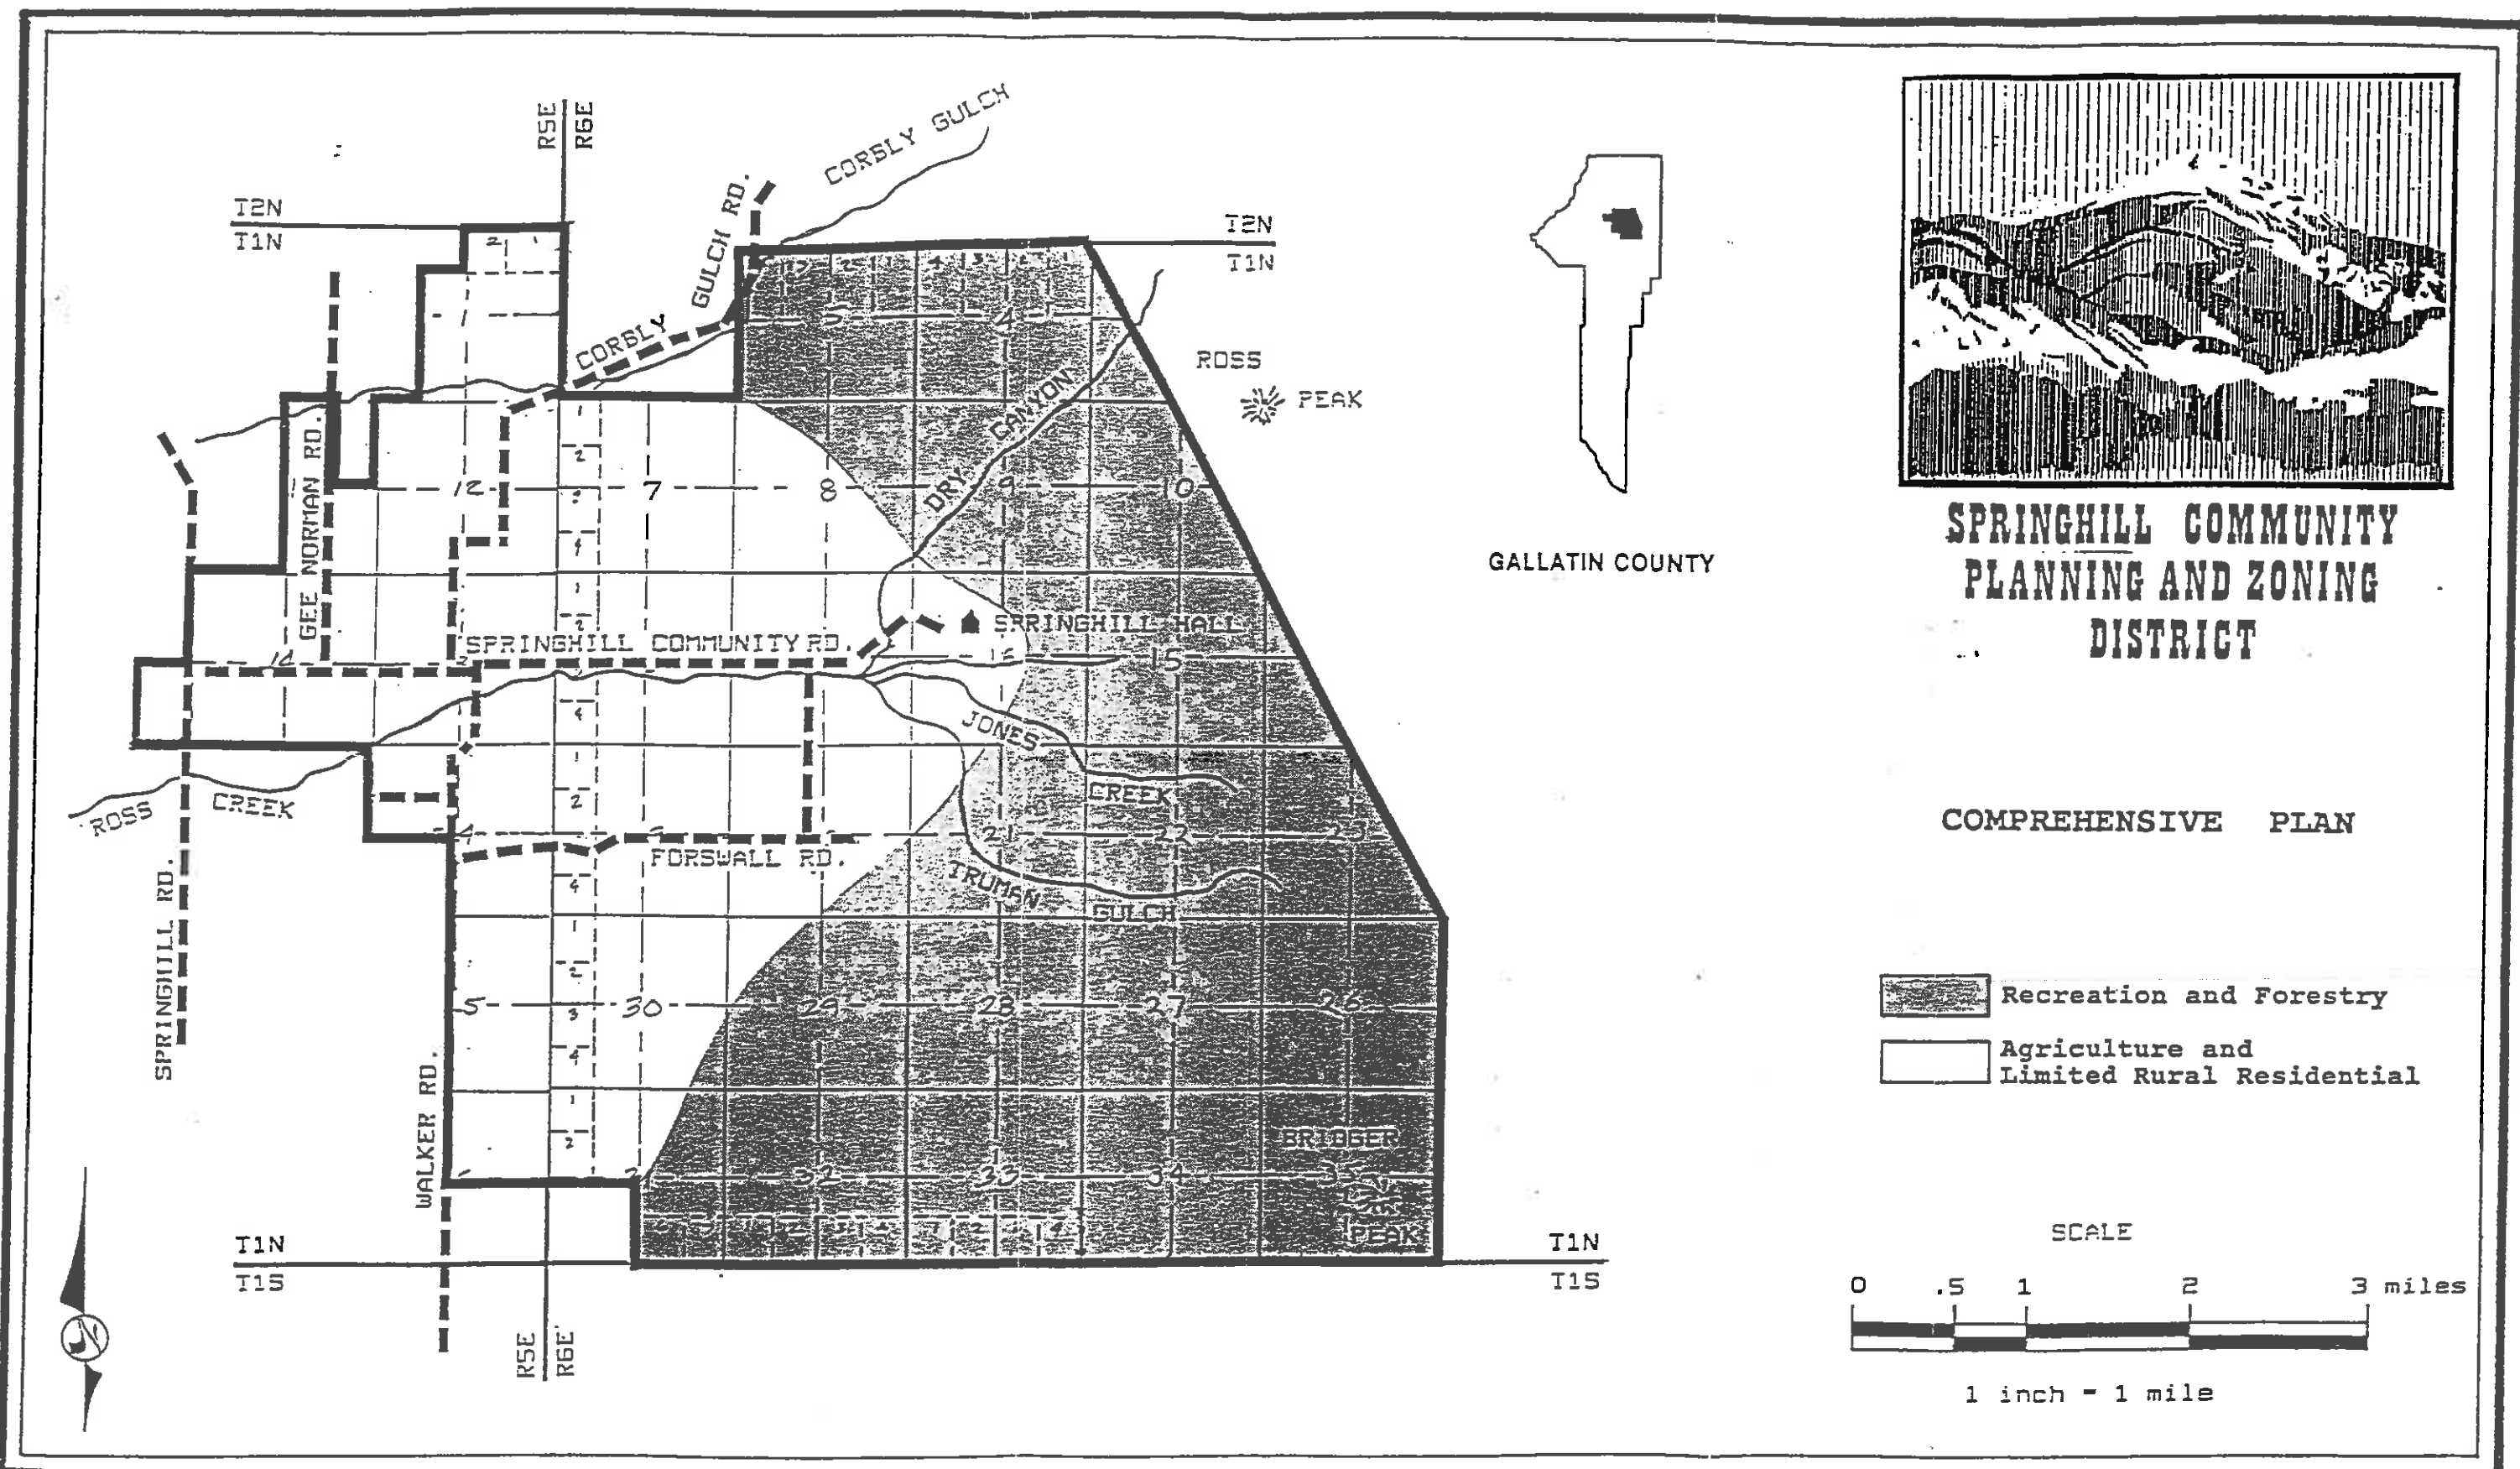 R5E
R6E
CORBLY GULCH
T2N
T1N
CORBLY
GULCH RD.
T2N
T1N
ROSS
PEAK
DRY
CANYON
GEE NORMAN RD.
12
7
8
9
10
SPRINGHILL COMMUNITY RD.
SPRINGHILL HALL
15
JONES
CREEK
ROSS
CREEK
SPRINGHILL RD.
FORSWALL RD.
21
22
23
TRUMAN
GULCH
30
29
28
27
26
WALKER RD.
32
33
34
35
BRIDGER
PEAK
T1N
T1S
R5E
R6E
T1N
T1S
GALLATIN COUNTY
SPRINGHILL COMMUNITY
PLANNING AND ZONING
DISTRICT
COMPREHENSIVE PLAN
Recreation and Forestry
Agriculture and
Limited Rural Residential
SCALE
0 .5 1 2 3 miles
1 inch = 1 mile